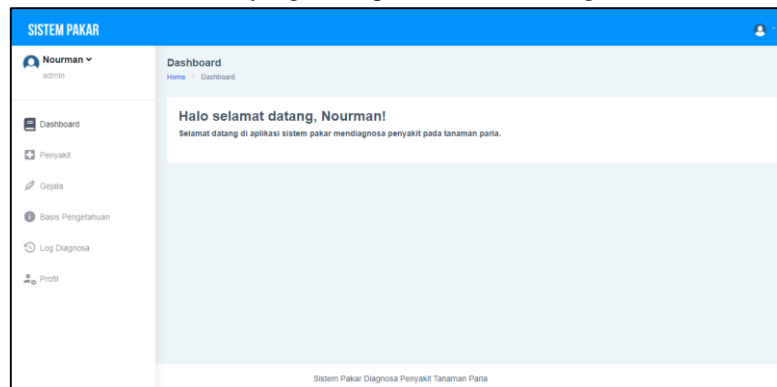 SISTEM PAKAR
Nourman
admin
Dashboard
Penyakit
Gejala
Basis Pengetahuan
Log Diagnosa
Profil
Dashboard
Home > Dashboard
Halo selamat datang, Nourman!
Selamat datang di aplikasi sistem pakar mendiagnosa penyakit pada tanaman paria.
Sistem Pakar Diagnosa Penyakit Tanaman Paria